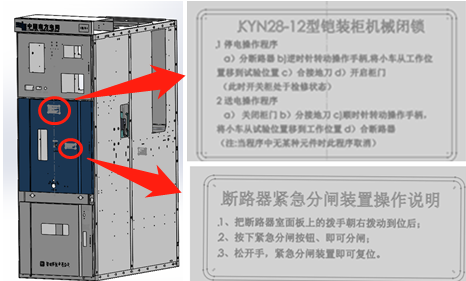 KYN28-12型铠装柜机械闭锁
1 停电操作程序
a）分断路器 b)逆时针转动操作手柄,将小车从工作位
置移到试验位置 c）合接地刀 d）开启柜门
（此时开关柜处于检修状态）
2 送电操作程序
a）关闭柜门 b）分接地刀 c)顺时针转动操作手柄，
将小车从试验位置移到工作位置 d）合断路器
（注:当程序中无某种元件时此程序取消）
断路器紧急分闸装置操作说明
1、把断路器室面板上的拨手朝右拨动到位后；
2、按下紧急分闸按钮、即可分闸；
3、松开手，紧急分闸装置即可复位。